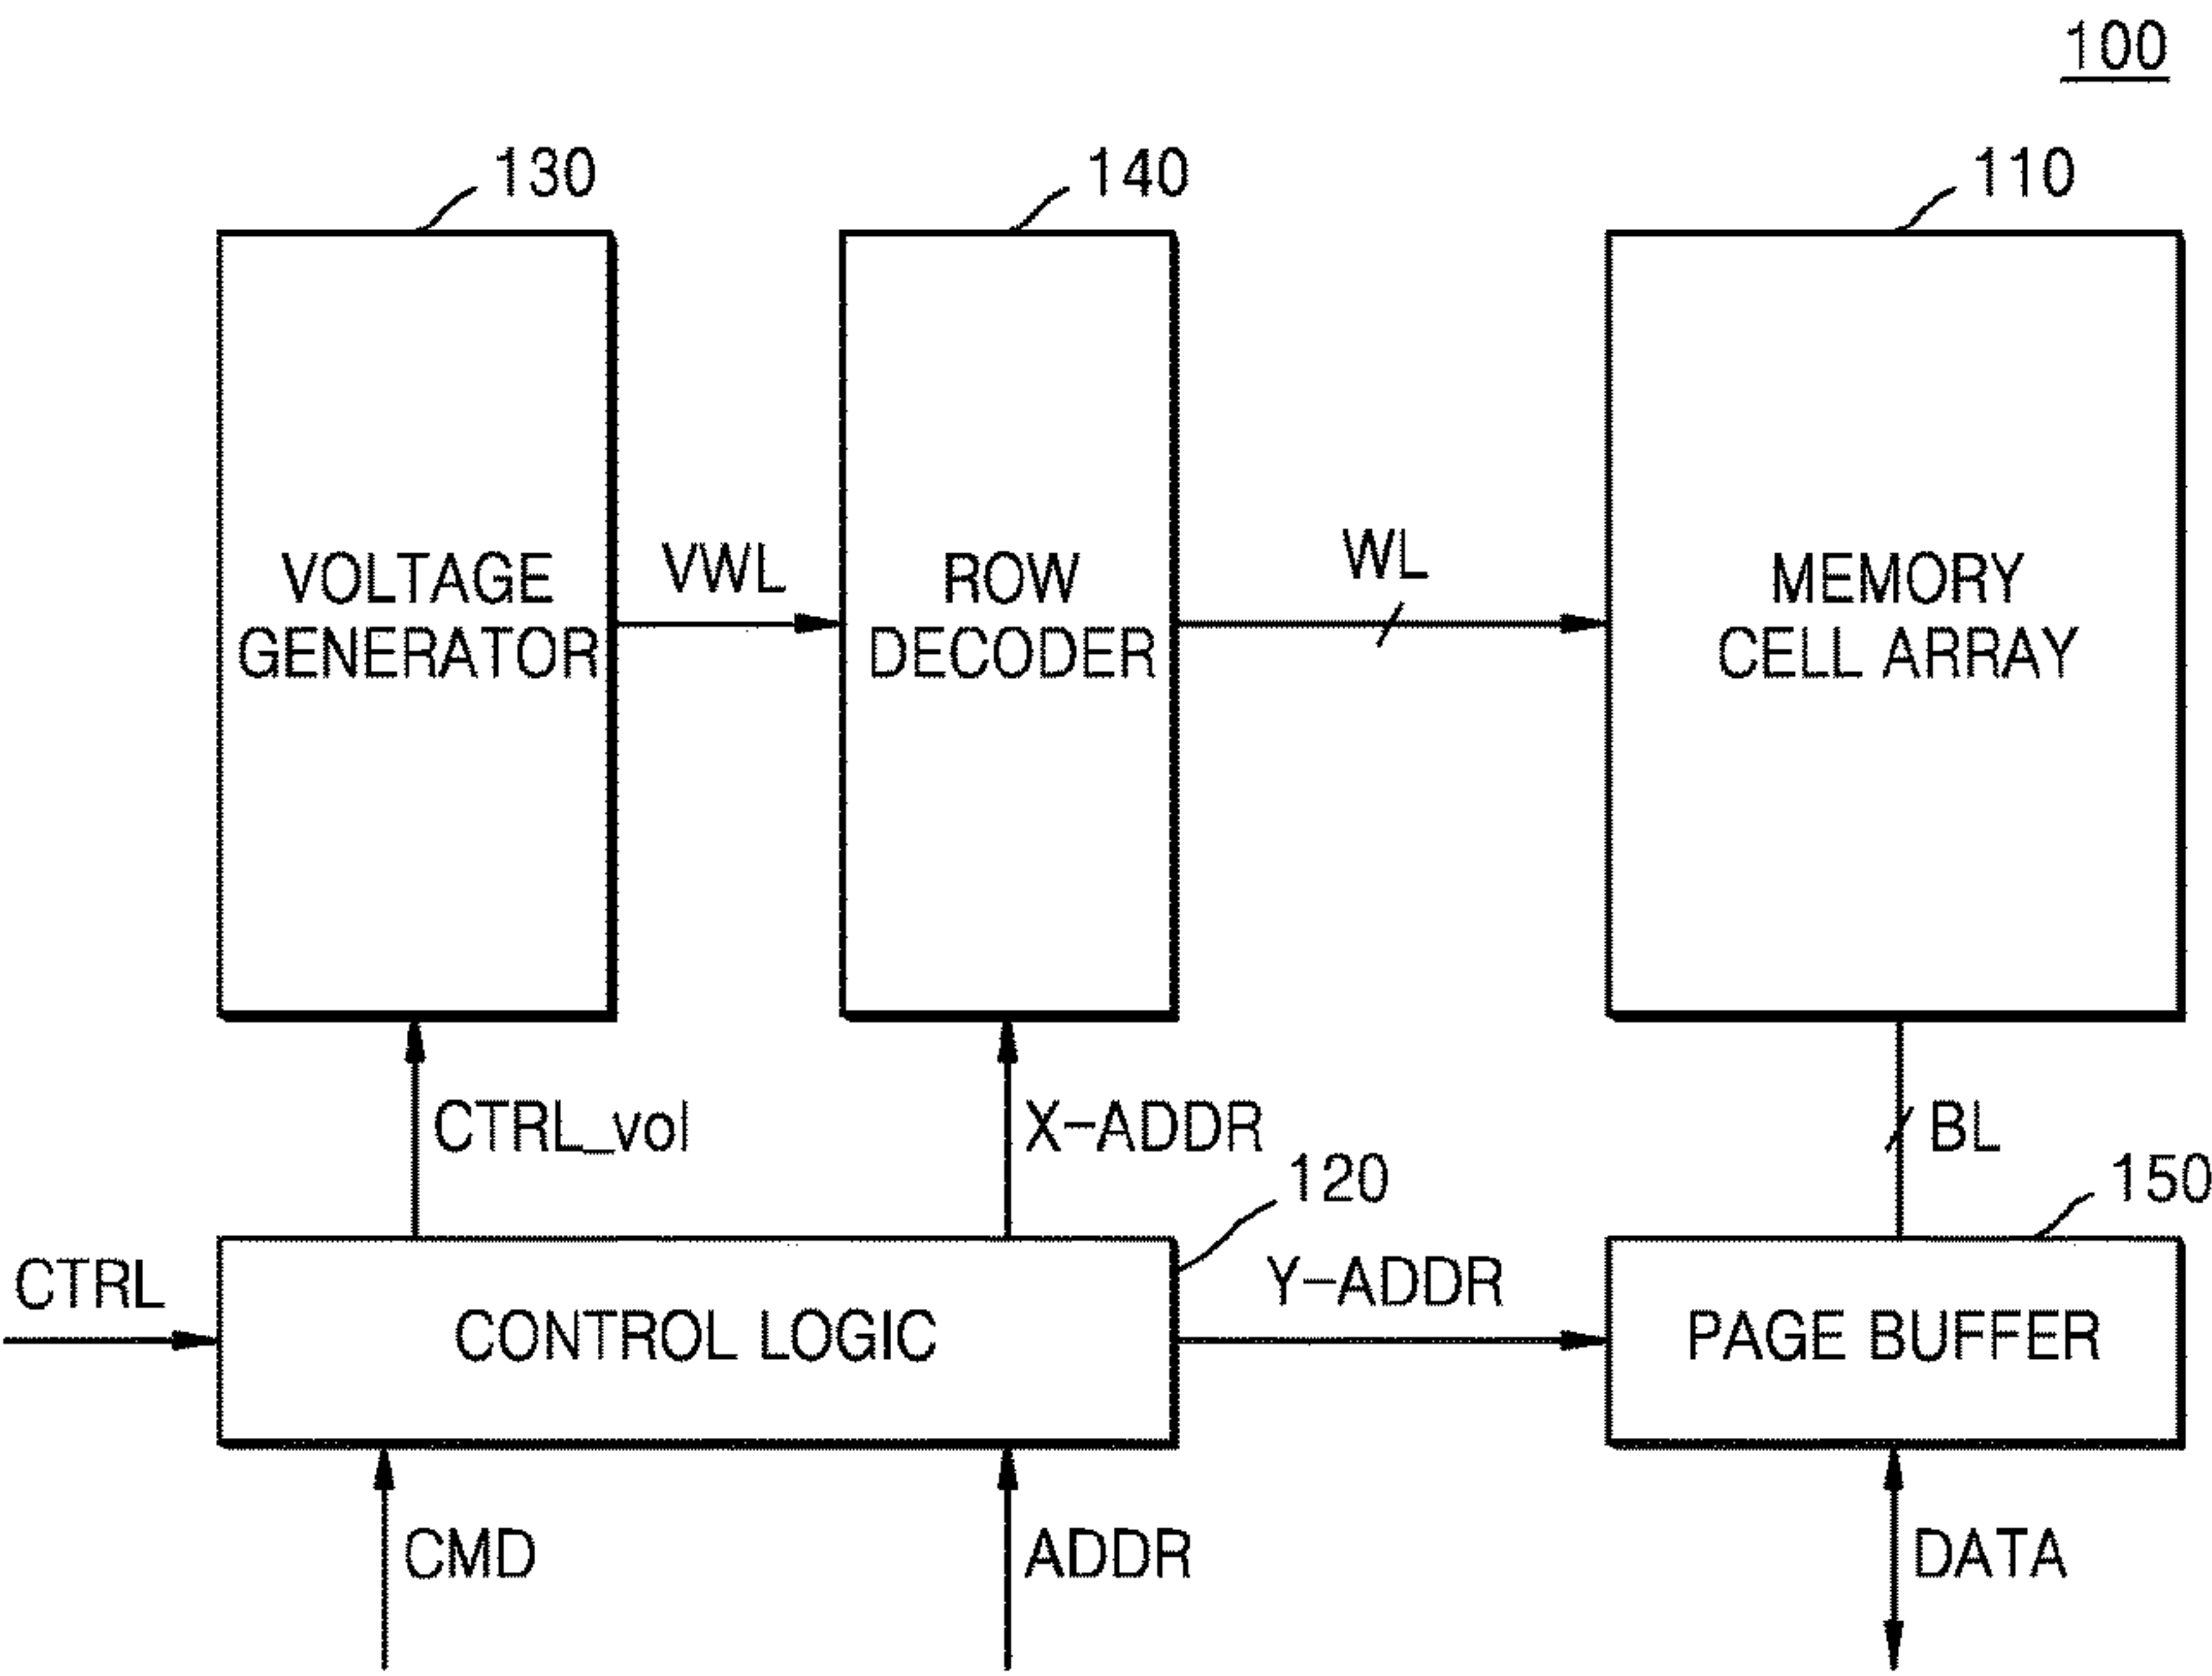 100
130
140
110
VOLTAGE
GENERATOR
VWL
ROW
DECODER
WL
MEMORY
CELL ARRAY
CTRL_vol
X-ADDR
BL
120
150
CTRL
CONTROL LOGIC
Y-ADDR
PAGE BUFFER
CMD
ADDR
DATA